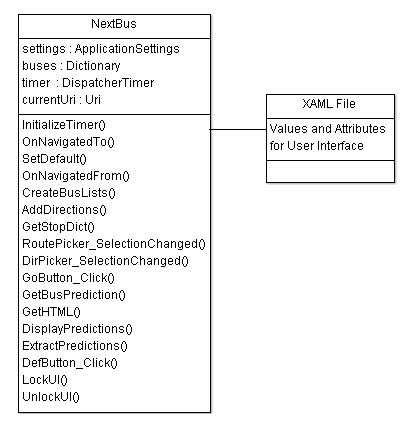 NextBus
settings : ApplicationSettings
buses : Dictionary
timer : DispatcherTimer
currentUri : Uri
InitializeTimer()
OnNavigatedTo()
SetDefault()
OnNavigatedFrom()
CreateBusLists()
AddDirections()
GetStopDict()
RoutePicker_SelectionChanged()
DirPicker_SelectionChanged()
GoButton_Click()
GetBusPrediction()
GetHTML()
DisplayPredictions()
ExtractPredictions()
DefButton_Click()
LockUI()
UnlockUI()
XAML File
Values and Attributes
for User Interface